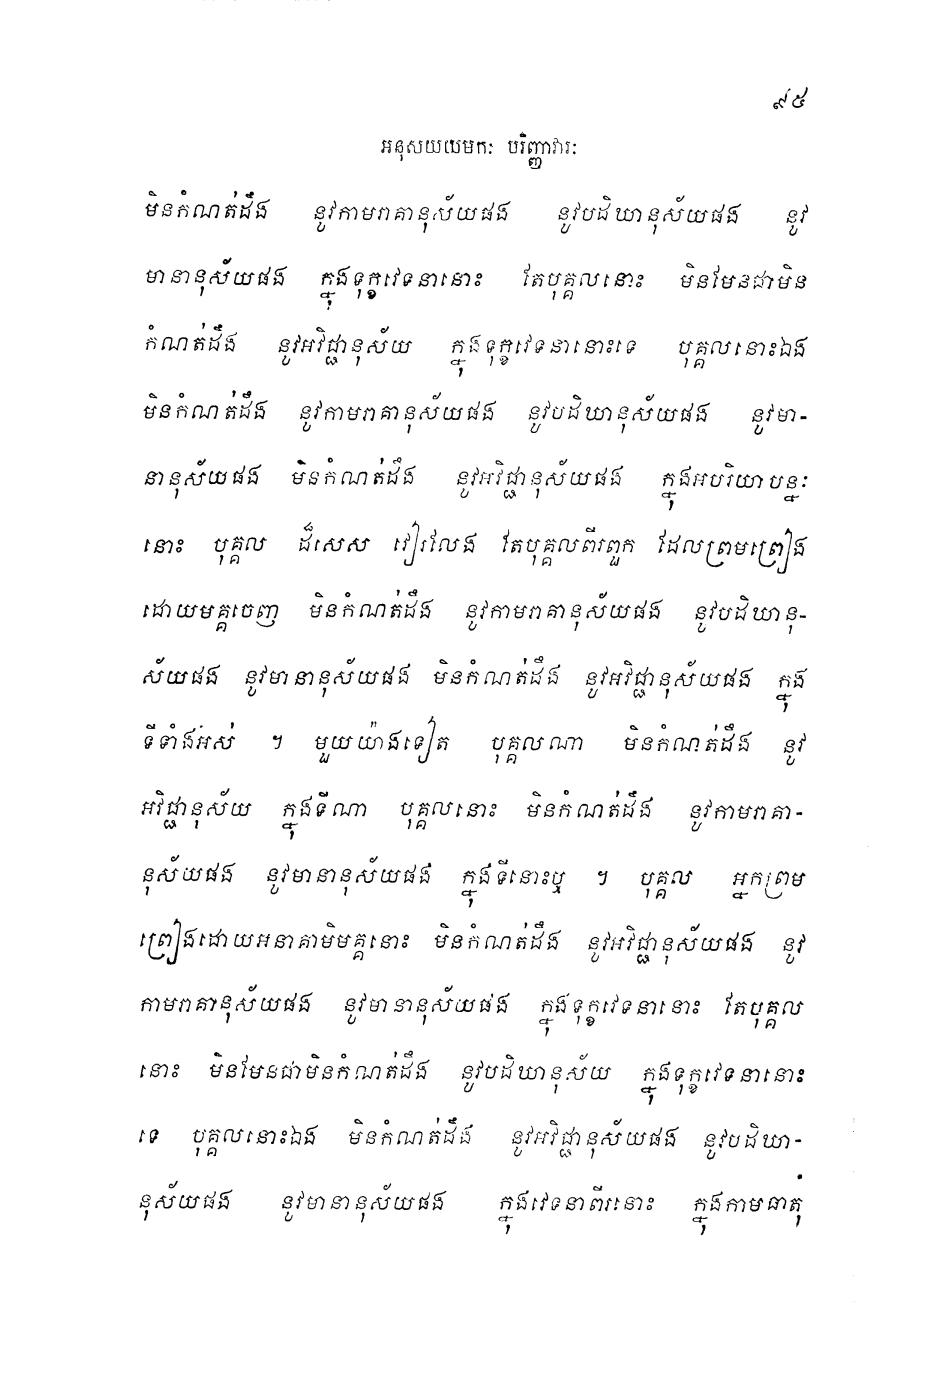 ៩៥
អនុសយយមកៈ បរិញ្ញាវារៈ
មិនកំណត់ដឹង នូវកាមរាគានុស័យផង នូវបដិឃានុស័យផង នូវ
មានានុស័យផង ក្នុងទុក្ខវេទនានោះ តែបុគ្គលនោះ មិនមែនជាមិន
កំណត់ដឹង នូវអវិជ្ជានុស័យ ក្នុងទុក្ខវេទនានោះទេ បុគ្គលនោះឯង
មិនកំណត់ដឹង នូវកាមរាគានុស័យផង នូវបដិឃានុស័យផង នូវមា-
នានុស័យផង មិនកំណត់ដឹង នូវអវិជ្ជានុស័យផង ក្នុងអបរិយាបន្នៈ
នោះ បុគ្គល ដ៏សេស វៀរលែង តែបុគ្គលពីរពួក ដែលព្រមព្រៀង
ដោយមគ្គចេញ មិនកំណត់ដឹង នូវកាមរាគានុស័យផង នូវបដិឃានុ-
ស័យផង នូវមានានុស័យផង មិនកំណត់ដឹង នូវអវិជ្ជានុស័យផង ក្នុង
ទីទាំងអស់ ។ មួយយ៉ាងទៀត បុគ្គលណា មិនកំណត់ដឹង នូវ
អវិជ្ជានុស័យ ក្នុងទីណា បុគ្គលនោះ មិនកំណត់ដឹង នូវកាមរាគា-
នុស័យផង នូវមានានុស័យផង ក្នុងទីនោះឬ ។ បុគ្គល អ្នកព្រម
ព្រៀងដោយអនាគាមិមគ្គនោះ មិនកំណត់ដឹង នូវអវិជ្ជានុស័យផង នូវ
កាមរាគានុស័យផង នូវមានានុស័យផង ក្នុងទុក្ខវេទនានោះ តែបុគ្គល
នោះ មិនមែនជាមិនកំណត់ដឹង នូវបដិឃានុស័យ ក្នុងទុក្ខវេទនានោះ
ទេ បុគ្គលនោះឯង មិនកំណត់ដឹង នូវអវិជ្ជានុស័យផង នូវបដិឃា-
នុស័យផង នូវមានានុស័យផង ក្នុងវេទនាពីរនោះ ក្នុងកាមធាតុ